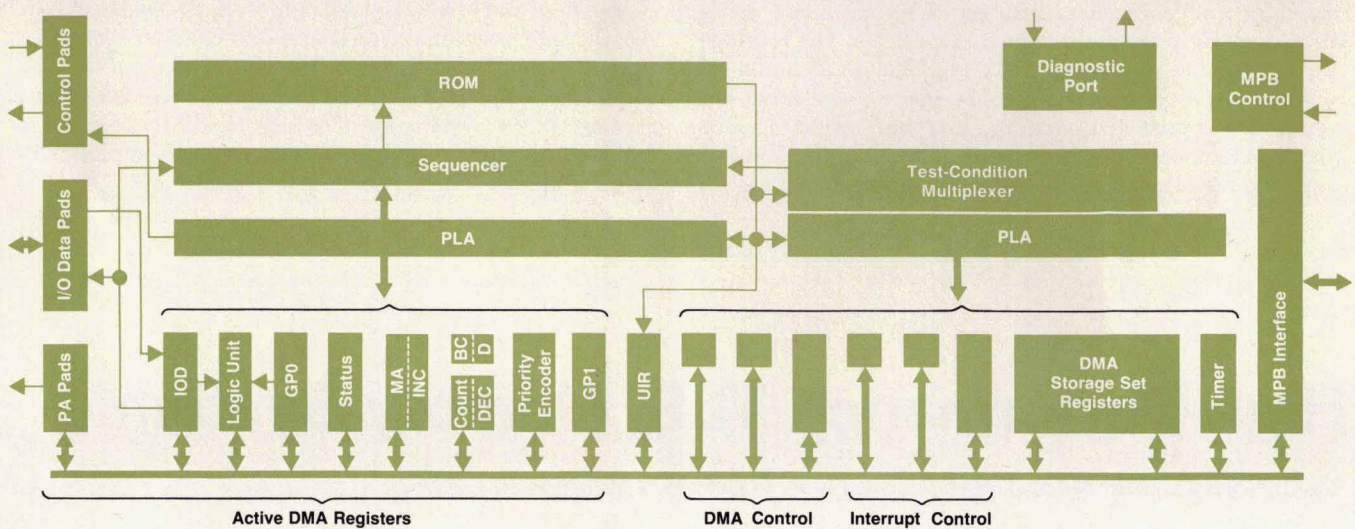 Control Pads
ROM
Diagnostic
Port
MPB
Control
Sequencer
Test-Condition
Multiplexer
I/O Data Pads
PLA
PLA
PA Pads
IOD
Logic Unit
GP0
Status
MA
INC
BC
D
Count
DEC
Priority
Encoder
GP1
UIR
DMA
Storage Set
Registers
Timer
MPB Interface
Active DMA Registers
DMA Control
Interrupt Control